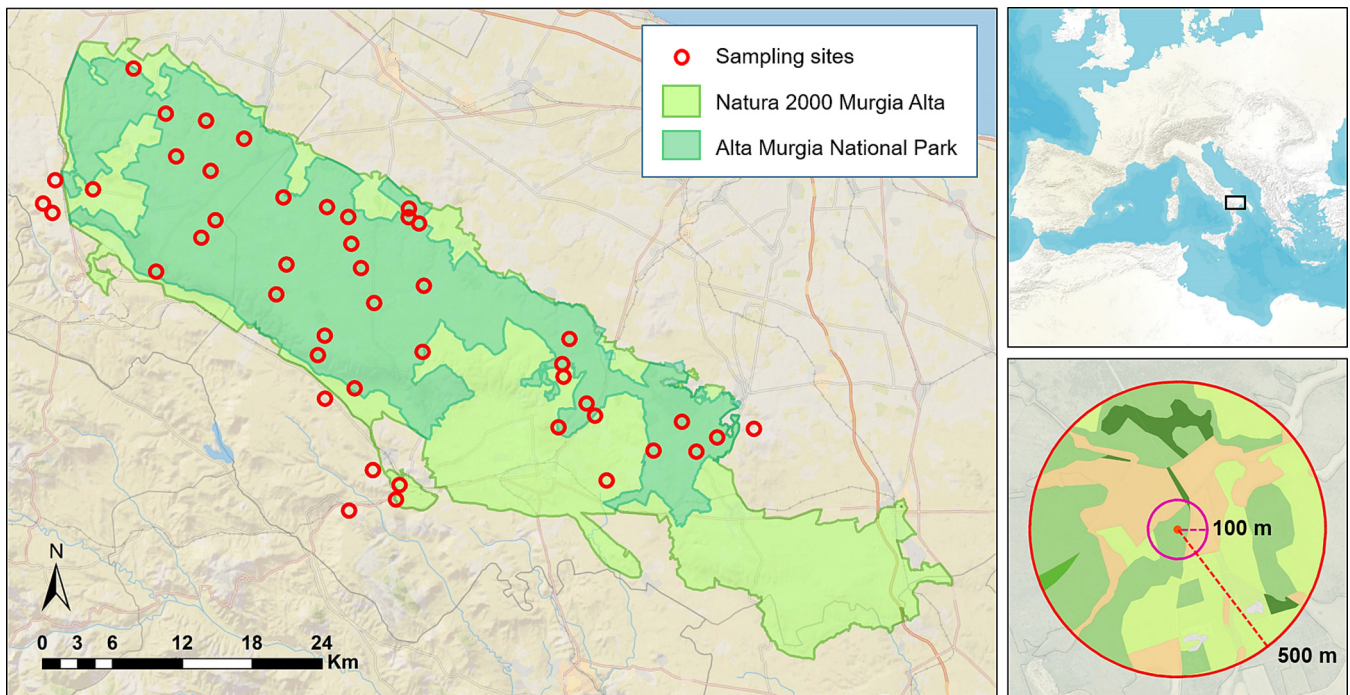 Sampling sites
Natura 2000 Murgia Alta
Alta Murgia National Park
N
0 3 6 12 18 24
Km
100 m
500 m